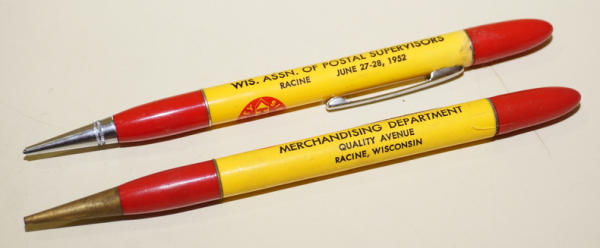 WIS. ASSN. OF POSTAL SUPERVISORS
RACINE JUNE 27-28, 1952
MERCHANDISING DEPARTMENT
QUALITY AVENUE
RACINE, WISCONSIN